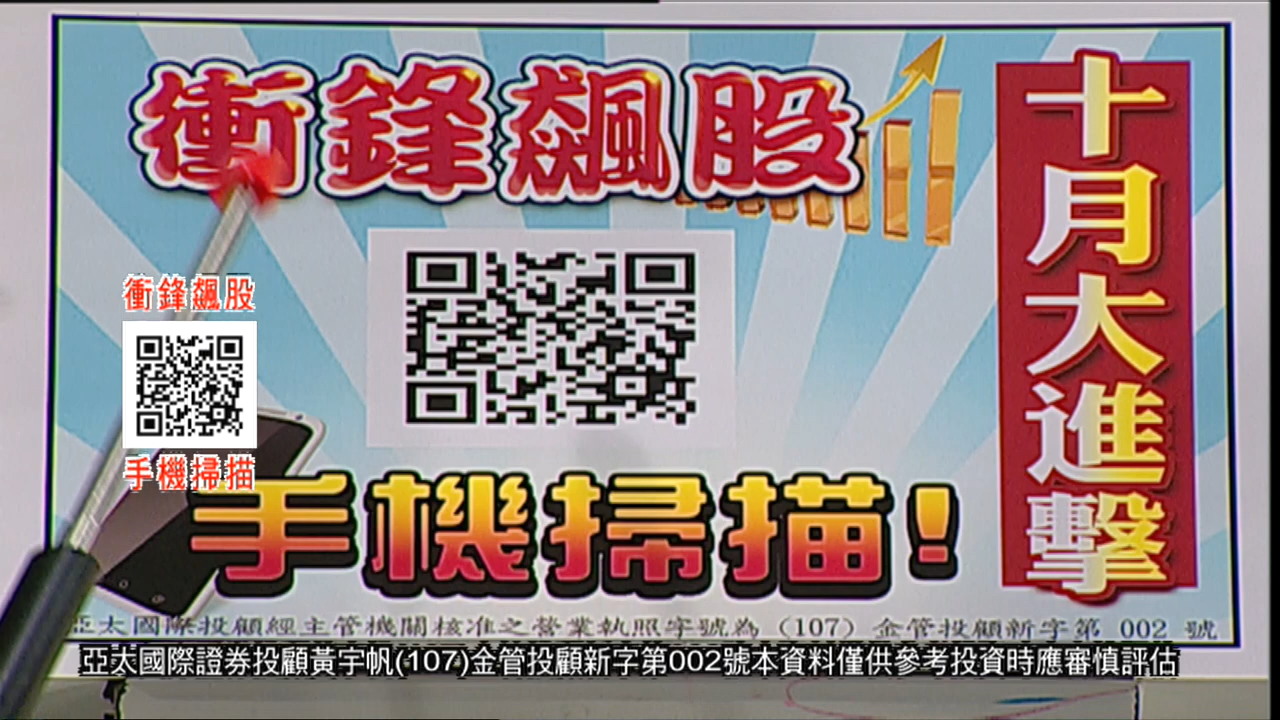 衝鋒飆股
十月大進擊
衝鋒飆股
手機掃描
手機掃描!
亞太國際投顧經主管機關核准之營業執照字號為 (107) 金管投顧新字第 002 號
亞太國際證券投顧黃宇帆(107)金管投顧新字第002號本資料僅供參考投資時應審慎評估